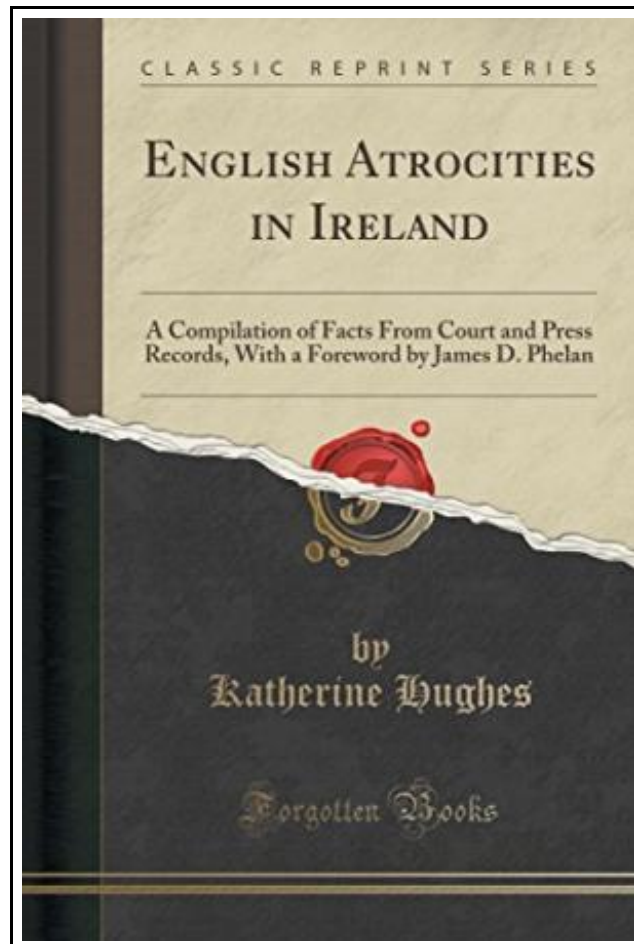 CLASSIC REPRINT SERIES
ENGLISH ATROCITIES
IN IRELAND
A Compilation of Facts From Court and Press
Records, With a Foreword by James D. Phelan
by
Katherine Hughes
Forgotten Books